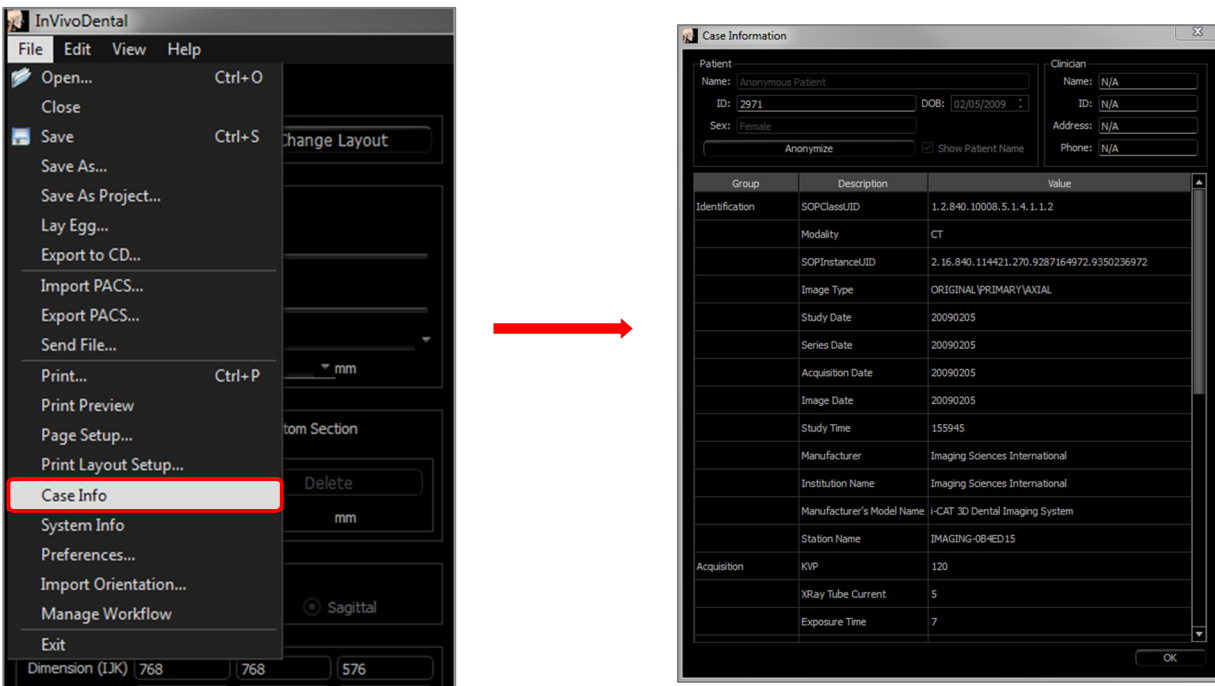 InVivoDental
File Edit View Help
Open... Ctrl+O
Close
Save Ctrl+S
Change Layout
Save As...
Save As Project...
Lay Egg...
Export to CD...
Import PACS...
Export PACS...
Send File...
mm
Print... Ctrl+P
Print Preview
Page Setup...
tom Section
Print Layout Setup...
Delete
Case Info
mm
System Info
Preferences...
Import Orientation...
Sagittal
Manage Workflow
Exit
Dimension (IJK) 768 768 576
Case Information
Patient
Name: Anonymous Patient
ID: 2971 DOB: 02/05/2009
Sex: Female
Anonymize Show Patient Name
Clinician
Name: N/A
ID: N/A
Address: N/A
Phone: N/A
Group Description Value
Identification SOPClassUID 1.2.840.10008.5.1.4.1.1.2
Modality CT
SOPInstanceUID 2.16.840.114421.270.9287164972.9350236972
Image Type ORIGINAL\PRIMARY\AXIAL
Study Date 20090205
Series Date 20090205
Acquisition Date 20090205
Image Date 20090205
Study Time 155945
Manufacturer Imaging Sciences International
Institution Name Imaging Sciences International
Manufacturer's Model Name i-CAT 3D Dental Imaging System
Station Name IMAGING-0B4ED15
Acquisition KVP 120
XRay Tube Current 5
Exposure Time 7
OK